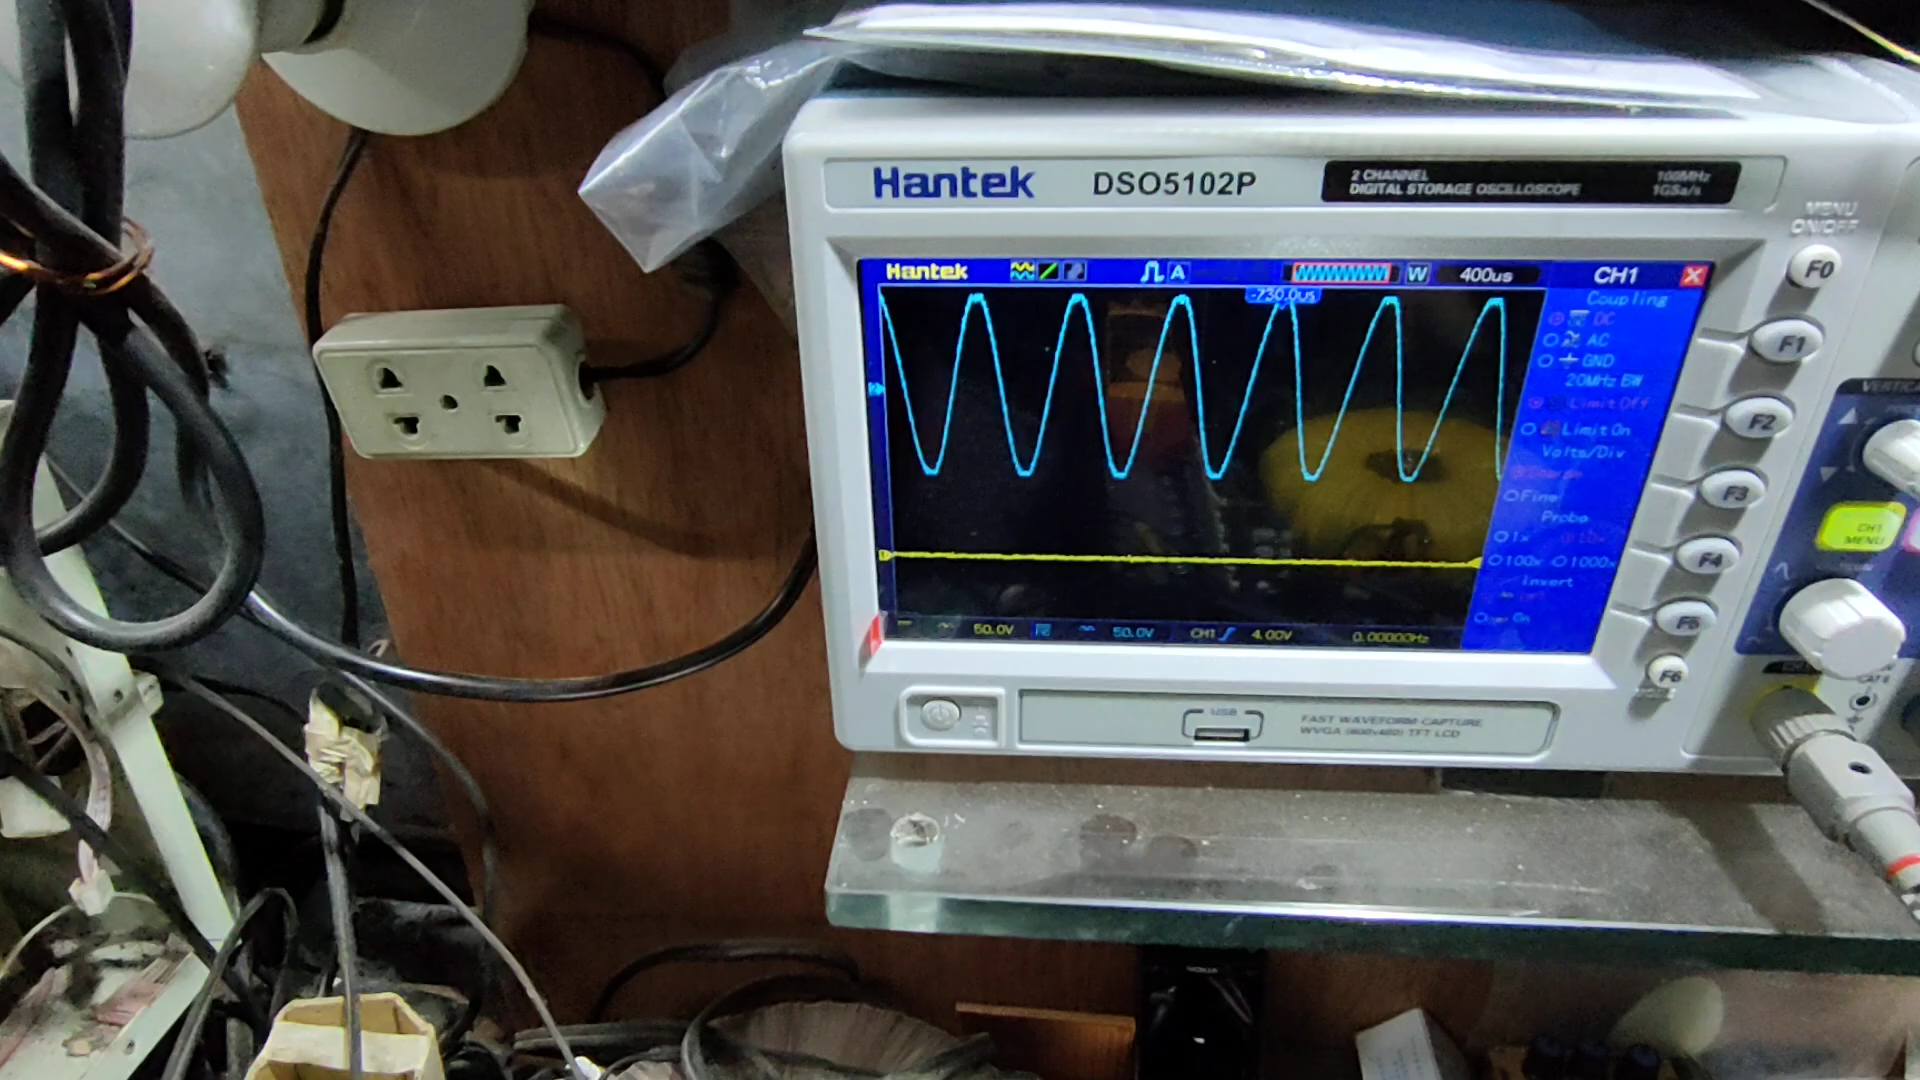 Hantek DSO5102P
2 CHANNEL
DIGITAL STORAGE OSCILLOSCOPE
100MHz
1GSa/s
MENU
ON/OFF
F0
Hantek A W 400us CH1
-730.0us
Coupling
DC
AC
GND
20MHz BW
Limit Off
Limit On
Volts/Div
Coarse
Fine
Probe
1x 10x
100x 1000x
Invert
On
50.0V 50.0V CH1 4.00V 0.00000Hz
F1
F2
F3
F4
F5
F6
CH1
MENU
USB
FAST WAVEFORM CAPTURE
WVGA (800x480) TFT LCD
NOKIA